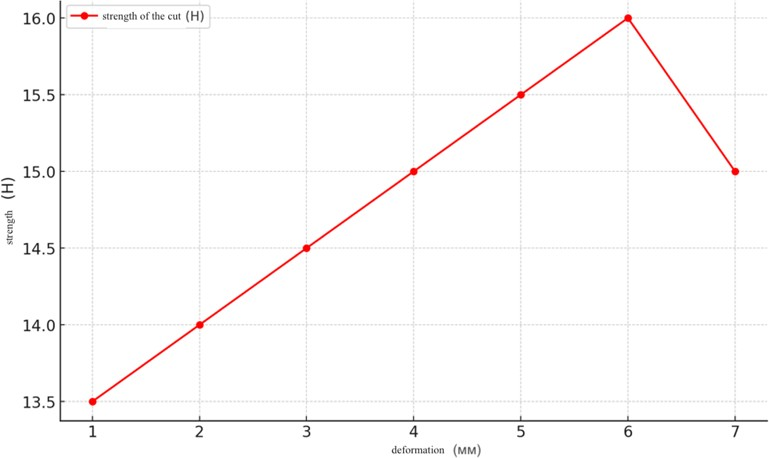 strength of the cut (Н)
16.0
15.5
15.0
14.5
14.0
13.5
strength (Н)
1 2 3 4 5 6 7
deformation (мм)